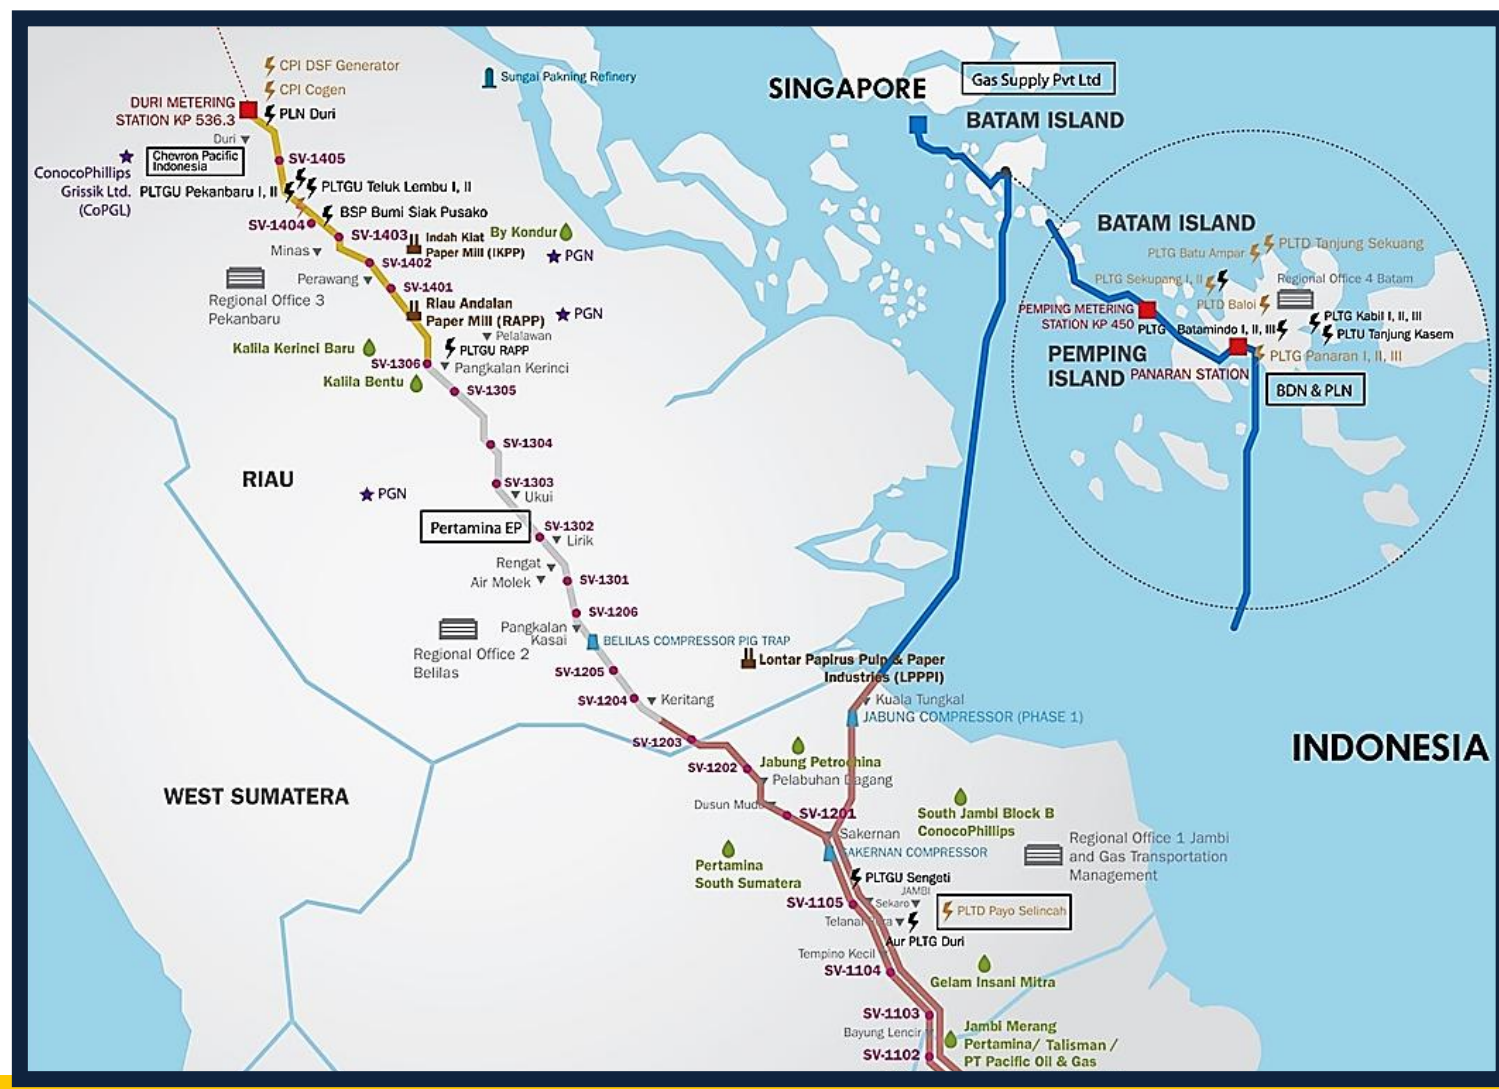 CPI DSF Generator
CPI Cogen
DURI METERING
STATION KP 536.3
PLN Duri
Duri
Chevron Pacific
Indonesia
SV-1405
ConocoPhillips
Grissik Ltd.
(CoPGL)
PLTGU Pekanbaru I, II
PLTGU Teluk Lembu I, II
BSP Bumi Siak Pusako
SV-1404
SV-1403
Indah Kiat
Paper Mill (IKPP)
By Kondur
PGN
Minas
SV-1402
Perawang
SV-1401
Regional Office 3
Pekanbaru
Riau Andalan
Paper Mill (RAPP)
PGN
Pelalawan
Kalila Kerinci Baru
PLTGU RAPP
SV-1306
Pangkalan Kerinci
Kalila Bentu
SV-1305
Sungai Pakning Refinery
SINGAPORE
Gas Supply Pvt Ltd
BATAM ISLAND
BATAM ISLAND
PLTG Batu Ampar
PLTD Tanjung Sekuang
PLTG Sekupang I, II
Regional Office 4 Batam
PLTD Baloi
PEMPING METERING
STATION KP 450
PLTG Batamindo I, II, III
PLTG Kabil I, II, III
PLTU Tanjung Kasem
PEMPING
ISLAND
PANARAN STATION
PLTG Panaran I, II, III
BDN & PLN
SV-1304
RIAU
PGN
SV-1303
Ukui
Pertamina EP
SV-1302
Lirik
Rengat
Air Molek
SV-1301
SV-1206
Pangkalan
Kasai
BELILAS COMPRESSOR PIG TRAP
Regional Office 2
Belilas
SV-1205
Lontar Papirus Pulp & Paper
Industries (LPPPI)
SV-1204
Keritang
Kuala Tungkal
JABUNG COMPRESSOR (PHASE 1)
SV-1203
INDONESIA
SV-1202
Jabung Petrochina
Pelabuhan Dagang
WEST SUMATERA
Dusun Mudo
SV-1201
South Jambi Block B
ConocoPhillips
Sakernan
SAKERNAN COMPRESSOR
Regional Office 1 Jambi
and Gas Transportation
Management
Pertamina
South Sumatera
PLTGU Sengeti
JAMBI
SV-1105
Sekaro
PLTD Payo Selincah
Aur PLTG Duri
Tempino Kecil
SV-1104
Gelam Insani Mitra
SV-1103
Bayung Lencir
Jambi Merang
Pertamina/ Talisman /
PT Pacific Oil & Gas
SV-1102